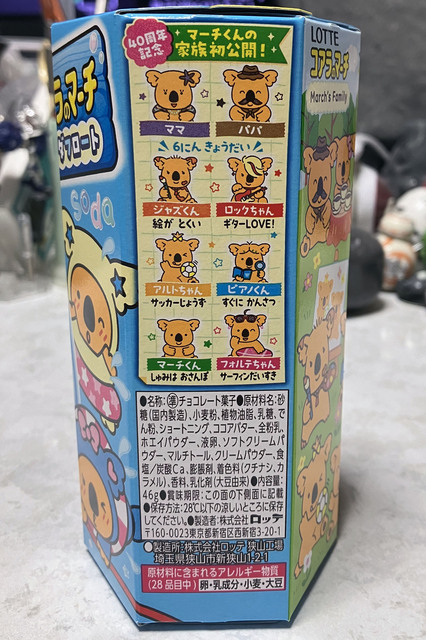 40周年
記念
マーチくんの
家族初公開!
ママ
パパ
6にん きょうだい
ジャズくん
ロックちゃん
絵が とくい
ギターLOVE!
アルトちゃん
ピアノくん
サッカーじょうず
すぐに かんさつ
マーチくん
フォルテちゃん
しゅみは おさんぽ
サーフィンだいすき
●名称:準チョコレート菓子●原材料名:砂
糖(国内製造)、小麦粉、植物油脂、乳糖、で
ん粉、ショートニング、ココアバター、全粉乳、
ホエイパウダー、液卵、ソフトクリームパ
ウダー、マルチトール、クリームパウダー、食
塩/炭酸Ca、膨脹剤、着色料(クチナシ、カ
ラメル)、香料、乳化剤(大豆由来)●内容量:
46g●賞味期限:この面の下側面に記載
●保存方法:28℃以下の涼しいところに保存
してください。●製造者:株式会社ロッテ
〒160-0023東京都新宿区西新宿3-20-1
●製造所:株式会社ロッテ 狭山工場
埼玉県狭山市新狭山1-2-1
原材料に含まれるアレルギー物質
(28品目中)
卵・乳成分・小麦・大豆
アラのマーチ
フロート
soda
LOTTE
コアラのマーチ
March's Family